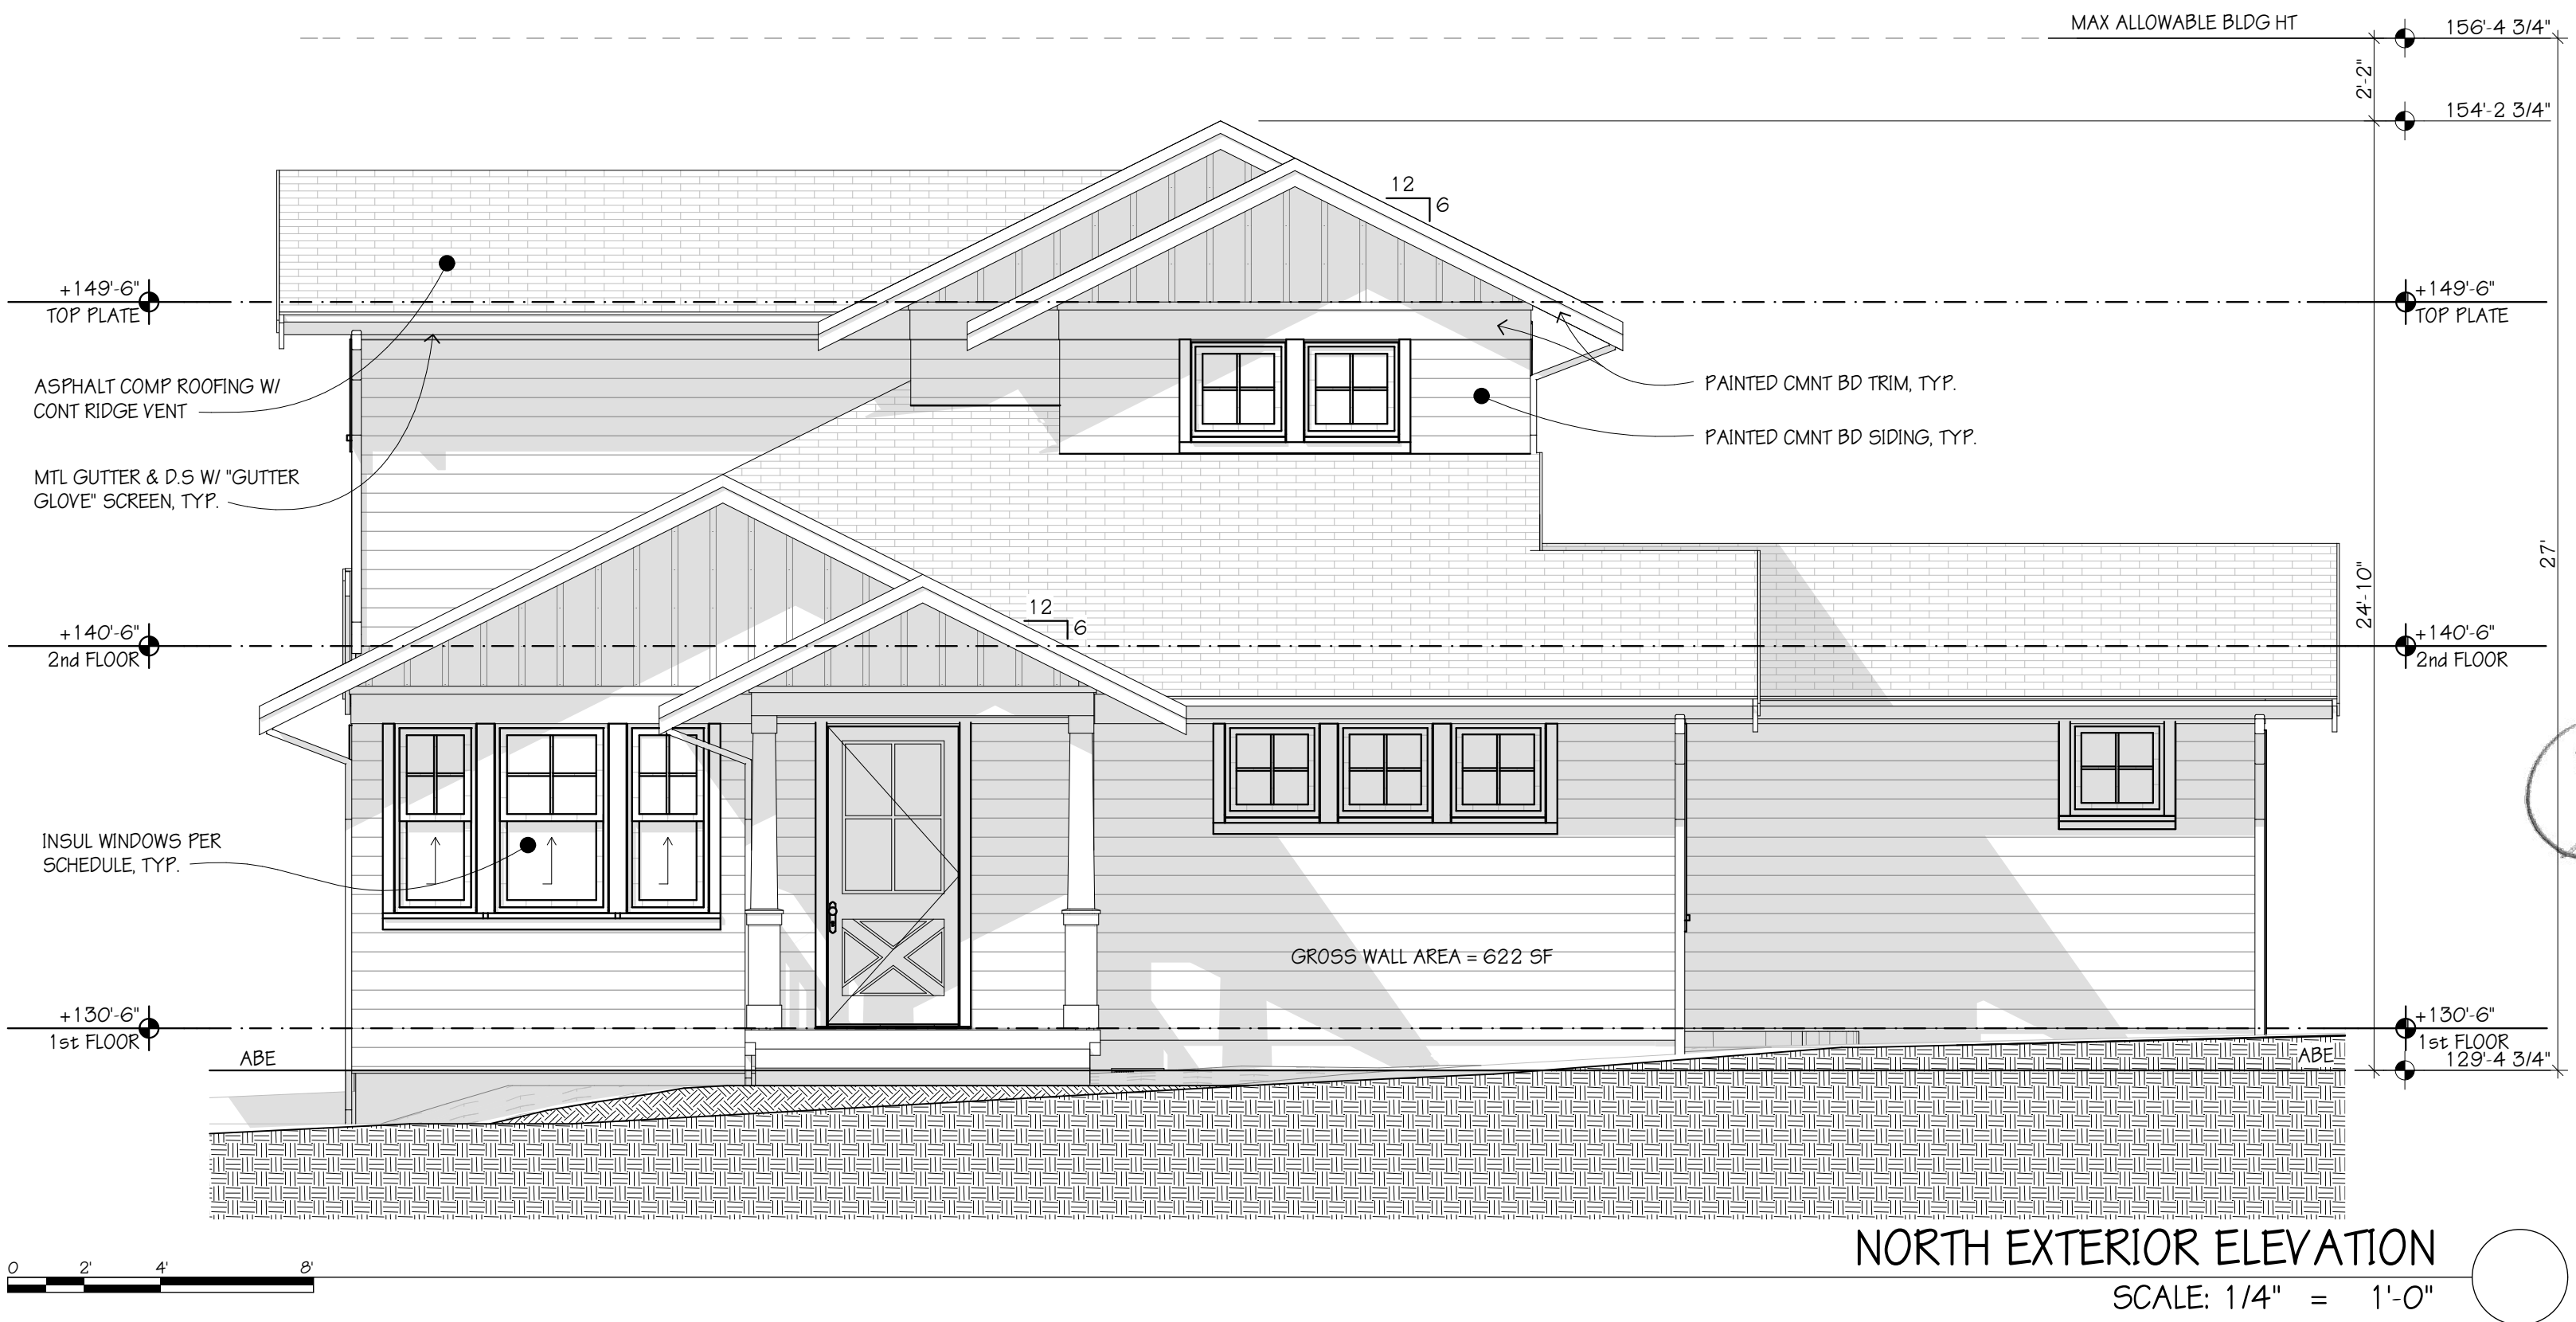 MAX ALLOWABLE BLDG HT
156'-4 3/4"
2'-2"
154'-2 3/4"
12
6
+149'-6"
TOP PLATE
+149'-6"
TOP PLATE
ASPHALT COMP ROOFING W/
CONT RIDGE VENT
PAINTED CMNT BD TRIM, TYP.
PAINTED CMNT BD SIDING, TYP.
MTL GUTTER & D.S W/ "GUTTER
GLOVE" SCREEN, TYP.
27'
24'-10"
12
6
+140'-6"
2nd FLOOR
+140'-6"
2nd FLOOR
INSUL WINDOWS PER
SCHEDULE, TYP.
GROSS WALL AREA = 622 SF
+130'-6"
1st FLOOR
+130'-6"
1st FLOOR
ABE
ABE
129'-4 3/4"
NORTH EXTERIOR ELEVATION
0 2' 4' 8'
SCALE: 1/4" = 1'-0"